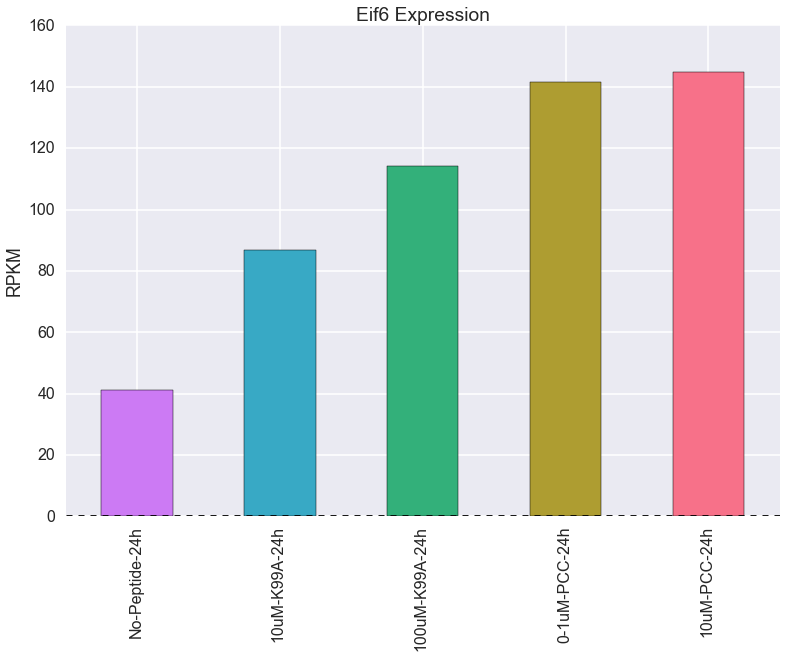 Eif6 Expression
160
140
120
100
80
60
40
20
0
RPKM
No-Peptide-24h
10uM-K99A-24h
100uM-K99A-24h
0-1uM-PCC-24h
10uM-PCC-24h